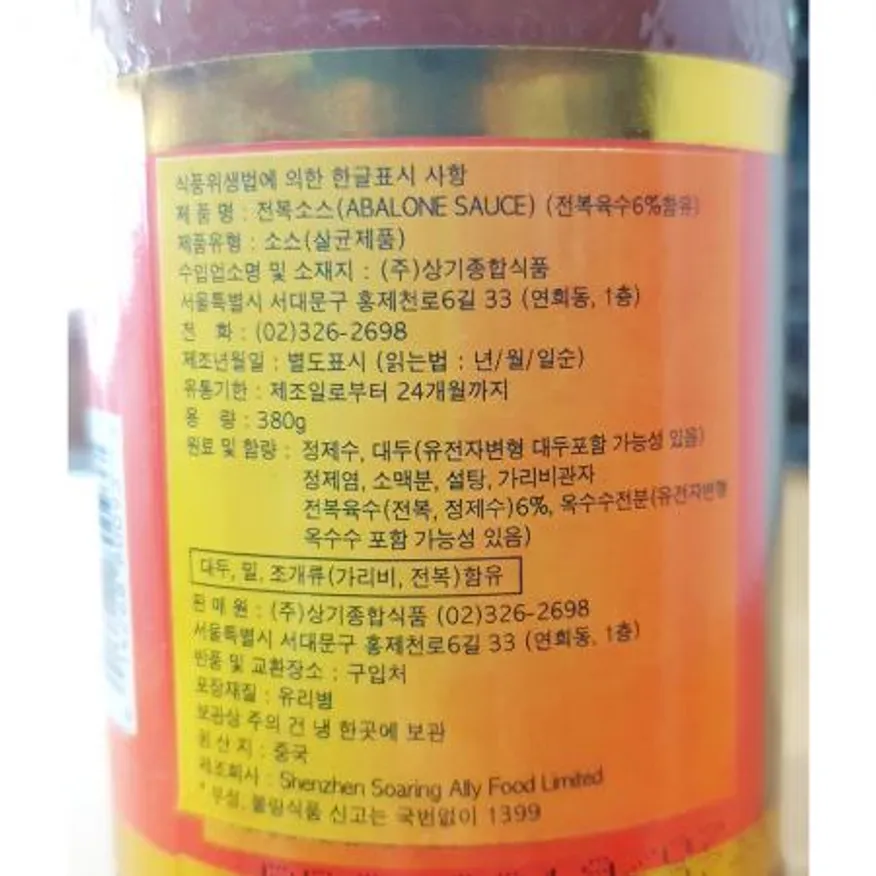 식품위생법에 의한 한글표시 사항
제 품 명 : 전복소스(ABALONE SAUCE) (전복육수6%함유)
제품유형 : 소스(살균제품)
수입업소명 및 소재지 : (주)상기종합식품
서울특별시 서대문구 홍제천로6길 33 (연희동, 1층)
전 화 : (02)326-2698
제조년월일 : 별도표시 (읽는법 : 년/월/일순)
유통기한 : 제조일로부터 24개월까지
용 량 : 380g
원료 및 함량 : 정제수, 대두(유전자변형 대두포함 가능성 있음)
정제염, 소맥분, 설탕, 가리비관자
전복육수(전복, 정제수)6%, 옥수수전분(유전자변형
옥수수 포함 가능성 있음)
대두, 밀, 조개류(가리비, 전복)함유
판 매 원 : (주)상기종합식품 (02)326-2698
서울특별시 서대문구 홍제천로6길 33 (연희동, 1층)
반품 및 교환장소 : 구입처
포장재질 : 유리병
보관상 주의 건 냉 한곳에 보관
원 산 지 : 중국
제조회사 : Shenzhen Soaring Ally Food Limited
* 부정, 불량식품 신고는 국번없이 1399